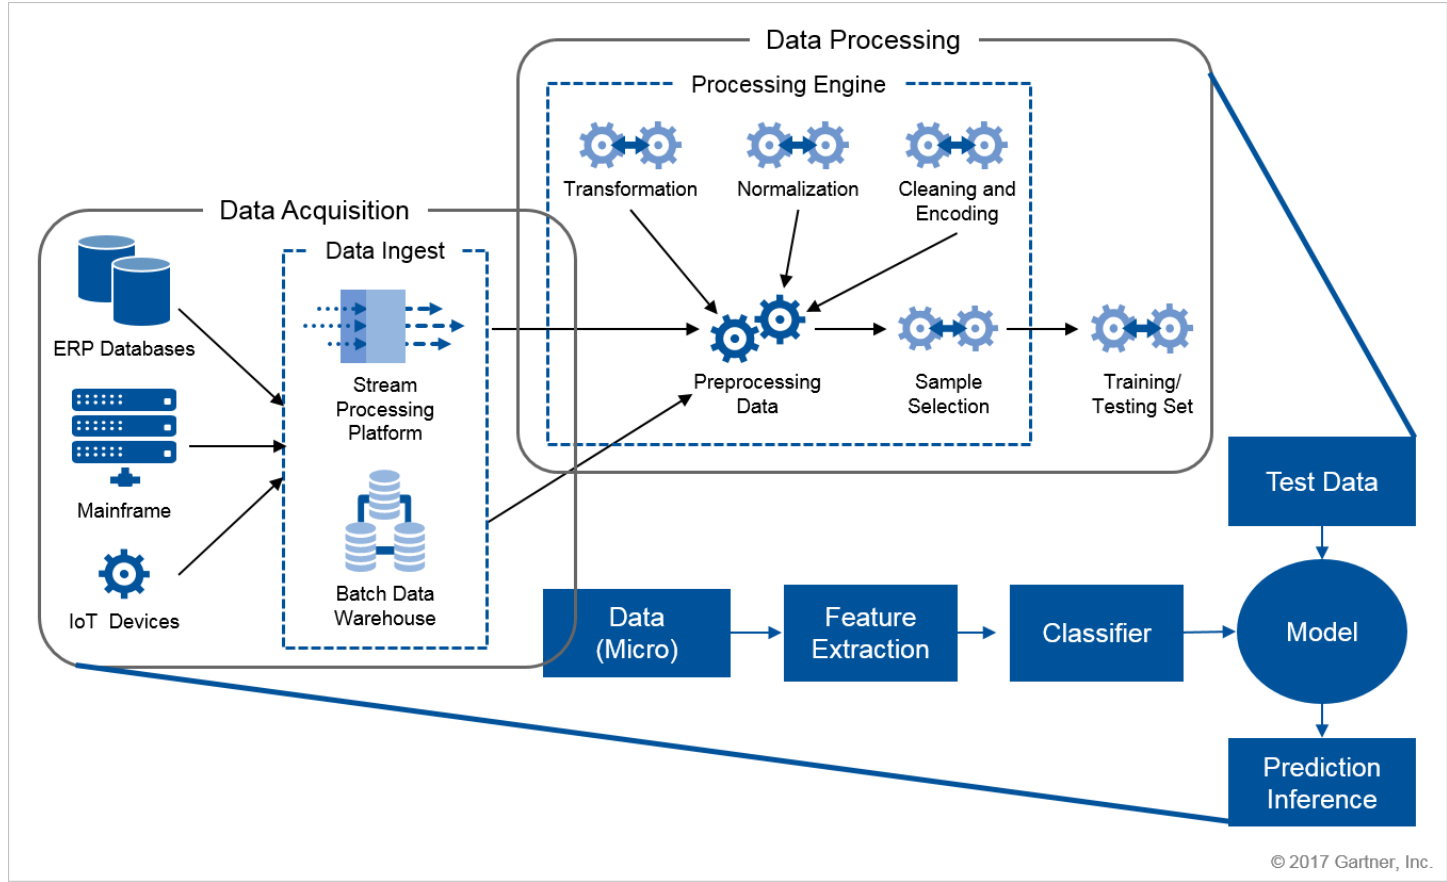 Data Processing
Processing Engine
Transformation
Normalization
Cleaning and
Encoding
Data Acquisition
Data Ingest
ERP Databases
Stream
Processing
Platform
Preprocessing
Data
Sample
Selection
Training/
Testing Set
Mainframe
Test Data
IoT Devices
Batch Data
Warehouse
Data
(Micro)
Feature
Extraction
Classifier
Model
Prediction
Inference
© 2017 Gartner, Inc.